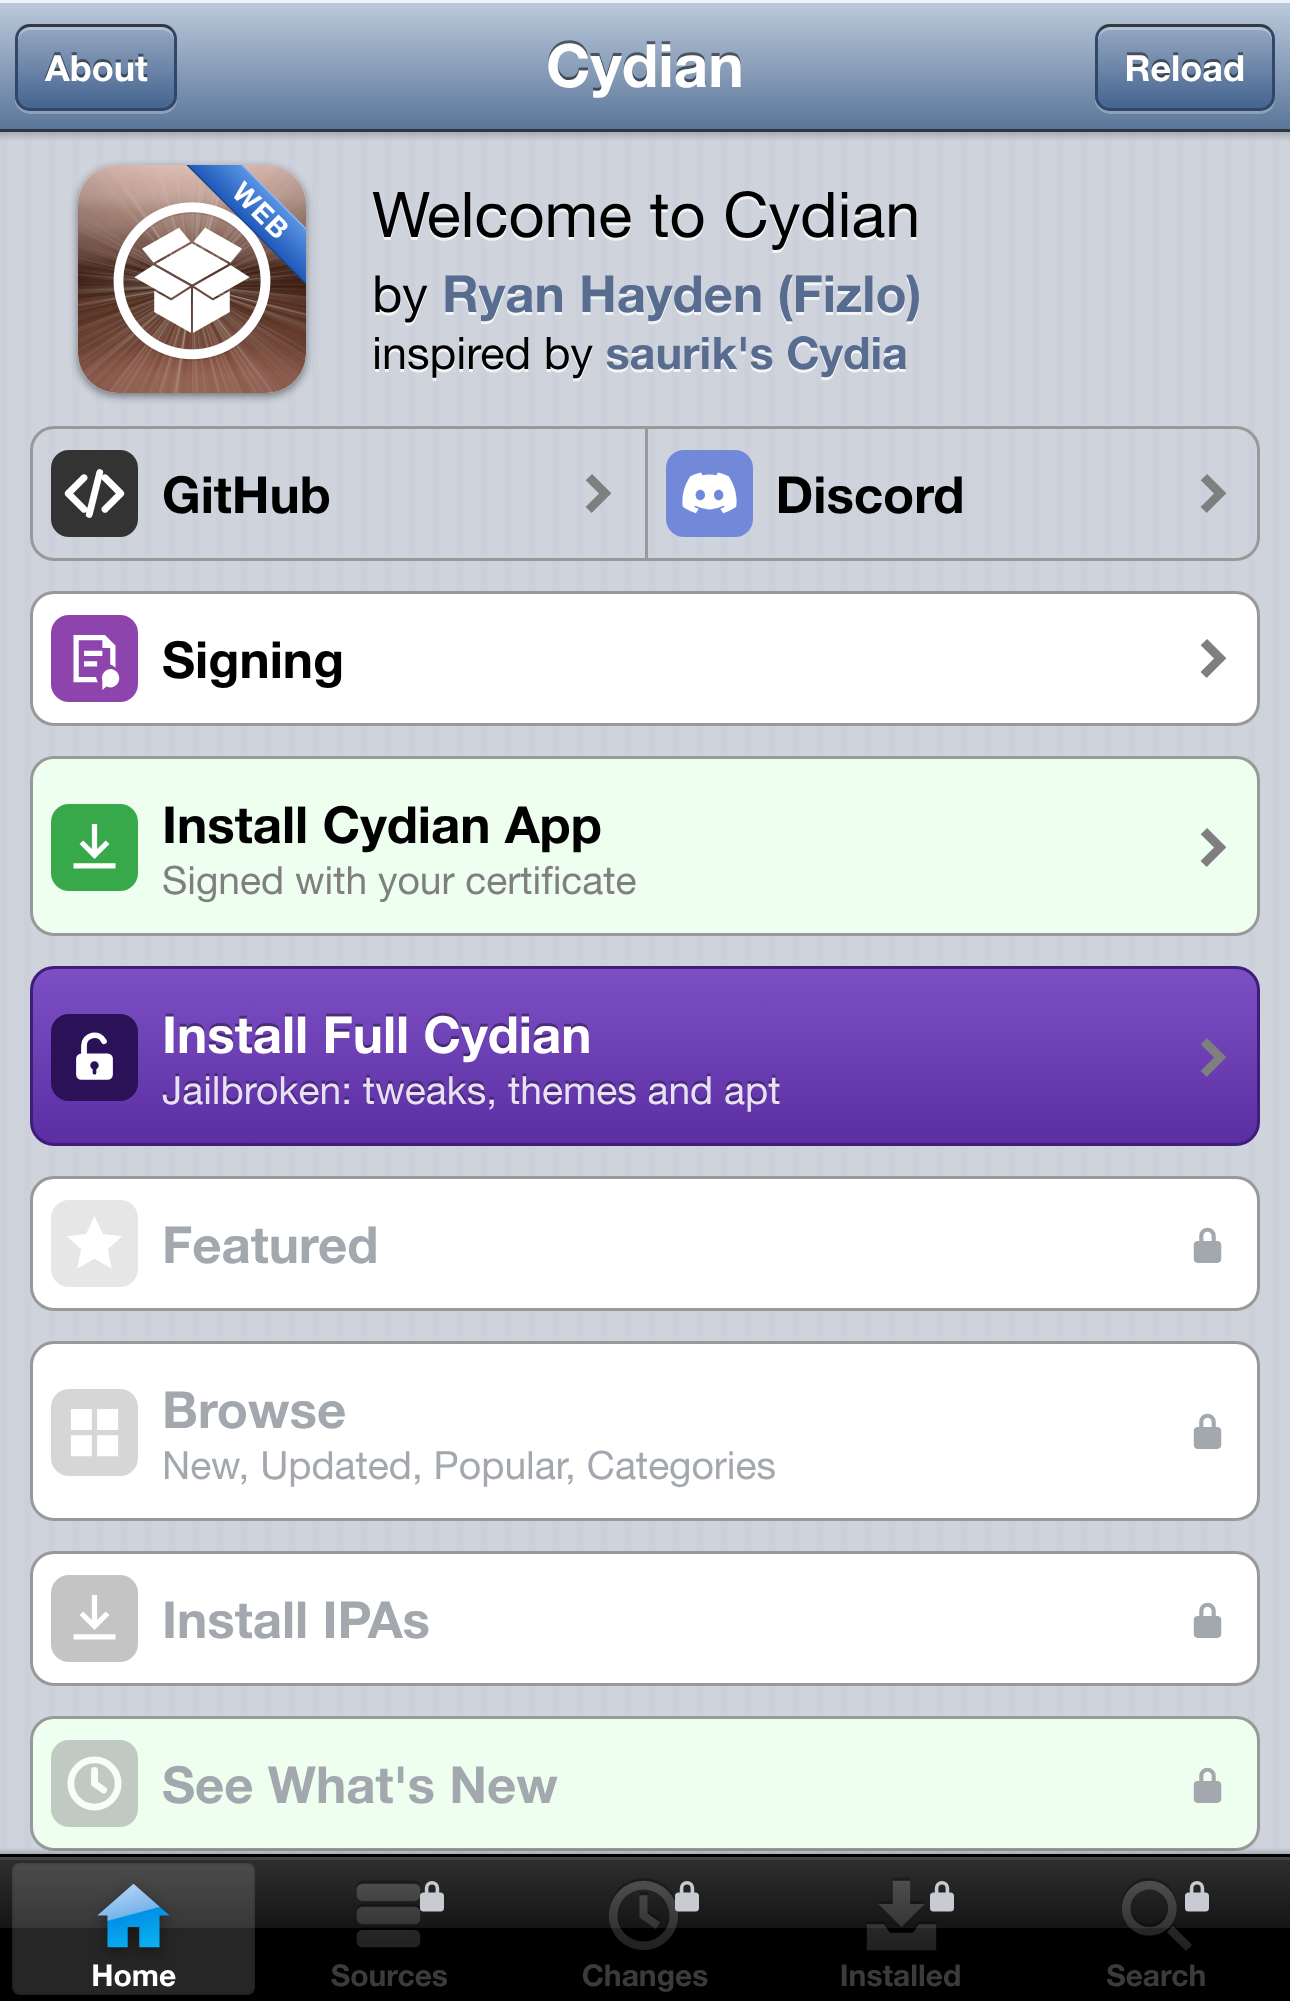 About
Cydian
Reload
WEB
Welcome to Cydian
by Ryan Hayden (Fizlo)
inspired by saurik's Cydia
GitHub
Discord
Signing
Install Cydian App
Signed with your certificate
Install Full Cydian
Jailbroken: tweaks, themes and apt
Featured
Browse
New, Updated, Popular, Categories
Install IPAs
See What's New
Home
Sources
Changes
Installed
Search